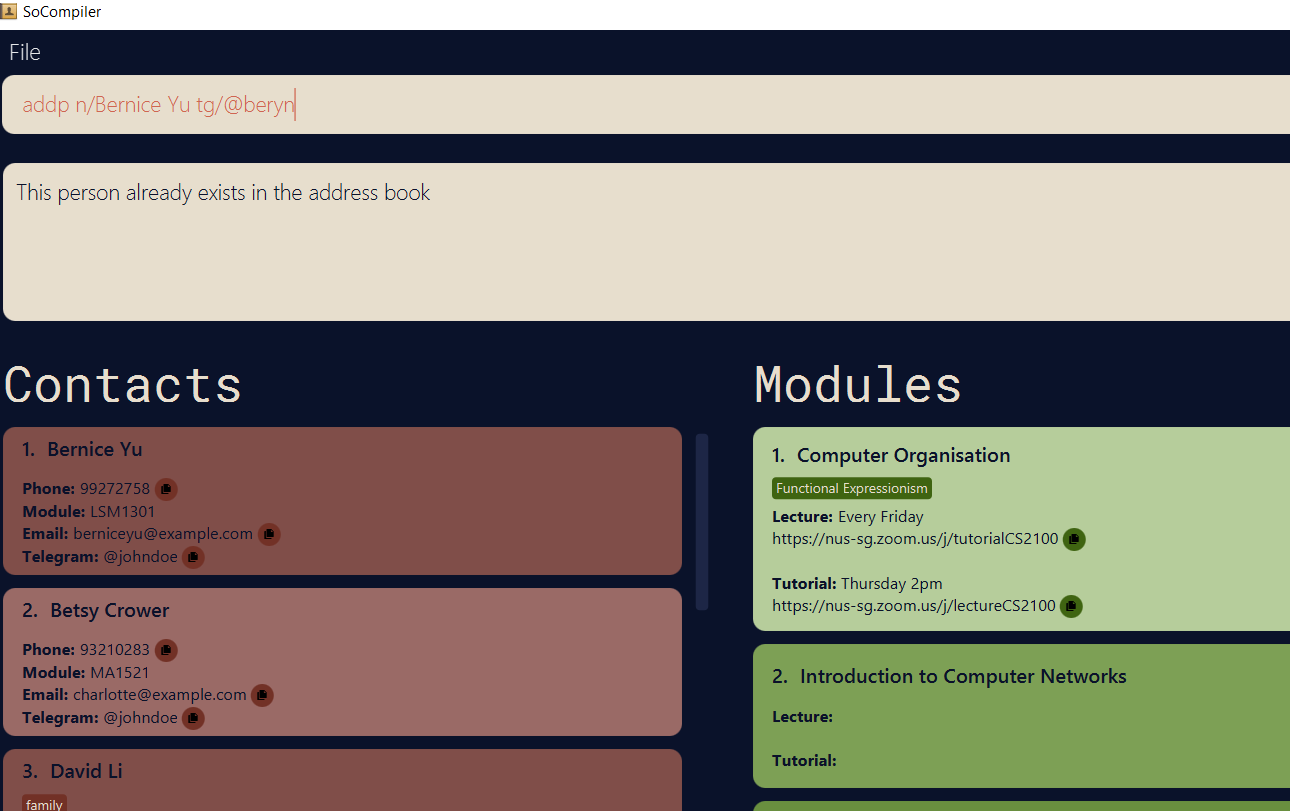 SoCompiler
File
addp n/Bernice Yu tg/@beryn
This person already exists in the address book
Contacts
1. Bernice Yu
Phone: 99272758
Module: LSM1301
Email: berniceyu@example.com
Telegram: @johndoe
2. Betsy Crower
Phone: 93210283
Module: MA1521
Email: charlotte@example.com
Telegram: @johndoe
3. David Li
family
Modules
1. Computer Organisation
Functional Expressionism
Lecture: Every Friday
https://nus-sg.zoom.us/j/tutorialCS2100
Tutorial: Thursday 2pm
https://nus-sg.zoom.us/j/lectureCS2100
2. Introduction to Computer Networks
Lecture:
Tutorial: